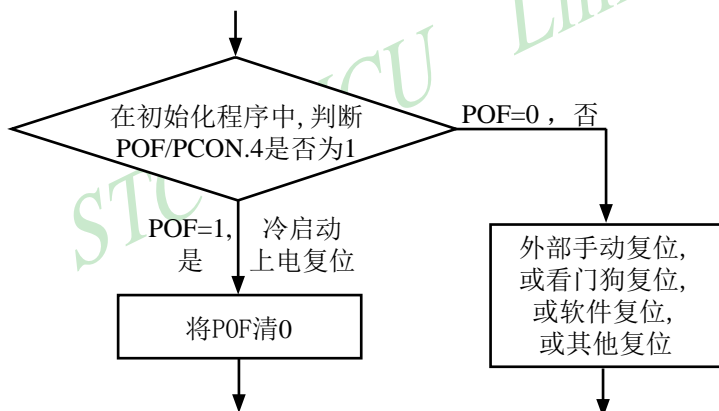 STC MCU Limi
在初始化程序中,判断
POF/PCON.4是否为1
POF=0 ，否
POF=1,
是
冷启动
上电复位
将POF清0
外部手动复位,
或看门狗复位,
或软件复位,
或其他复位